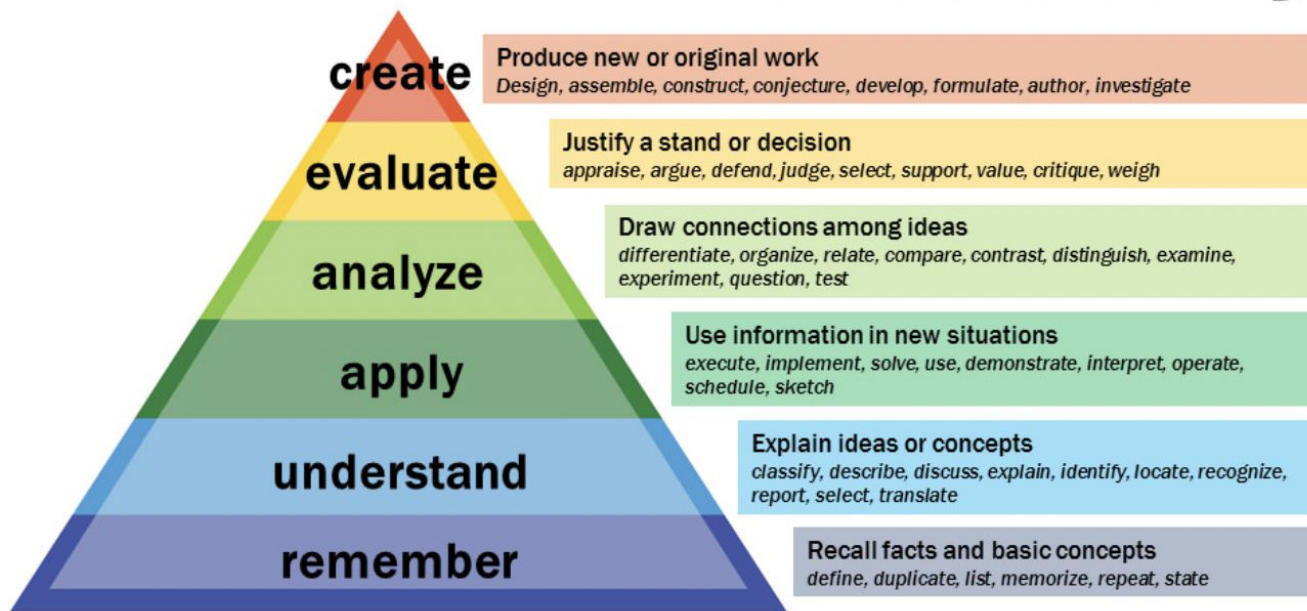 create
Produce new or original work
Design, assemble, construct, conjecture, develop, formulate, author, investigate
evaluate
Justify a stand or decision
appraise, argue, defend, judge, select, support, value, critique, weigh
analyze
Draw connections among ideas
differentiate, organize, relate, compare, contrast, distinguish, examine,
experiment, question, test
apply
Use information in new situations
execute, implement, solve, use, demonstrate, interpret, operate,
schedule, sketch
understand
Explain ideas or concepts
classify, describe, discuss, explain, identify, locate, recognize,
report, select, translate
remember
Recall facts and basic concepts
define, duplicate, list, memorize, repeat, state